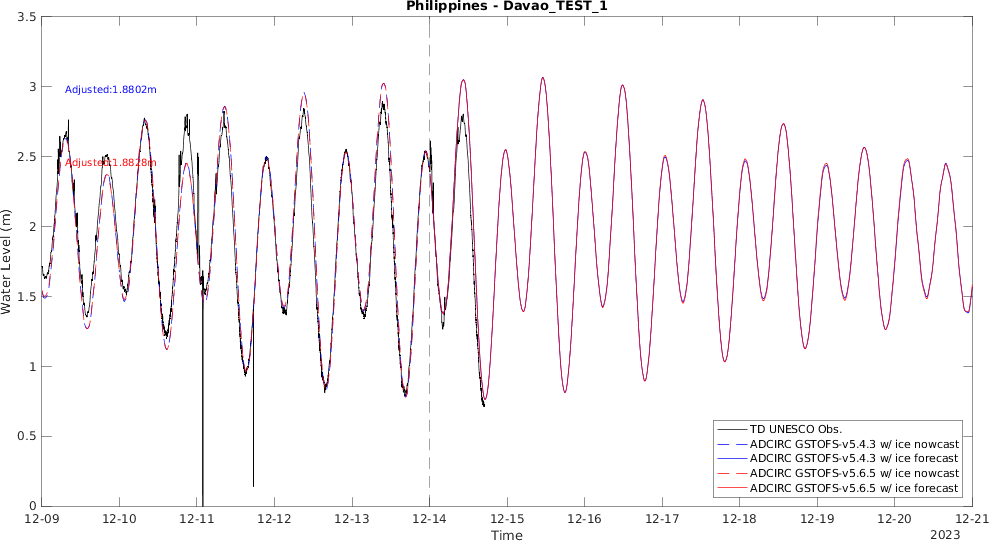 Philippines - Davao_TEST_1
3.5
3
2.5
2
1.5
1
0.5
0
Water Level (m)
Adjusted:1.8802m
Adjusted:1.8828m
TD UNESCO Obs.
ADCIRC GSTOFS-v5.4.3 w/ ice nowcast
ADCIRC GSTOFS-v5.4.3 w/ ice forecast
ADCIRC GSTOFS-v5.6.5 w/ ice nowcast
ADCIRC GSTOFS-v5.6.5 w/ ice forecast
12-09 12-10 12-11 12-12 12-13 12-14 12-15 12-16 12-17 12-18 12-19 12-20 12-21
Time
2023